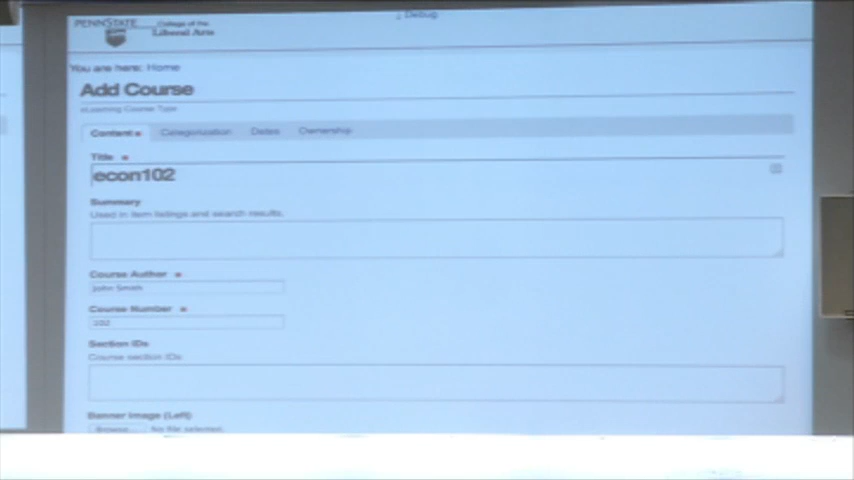 Debug
PENNSTATE College of the
Liberal Arts
You are here: Home
Add Course
eLearning Course Type
Content Categorization Dates Ownership
Title
econ102
Summary
Used in item listings and search results.
Course Author
John Smith
Course Number
102
Section IDs
Course section IDs
Banner Image (Left)
Browse... No file selected.